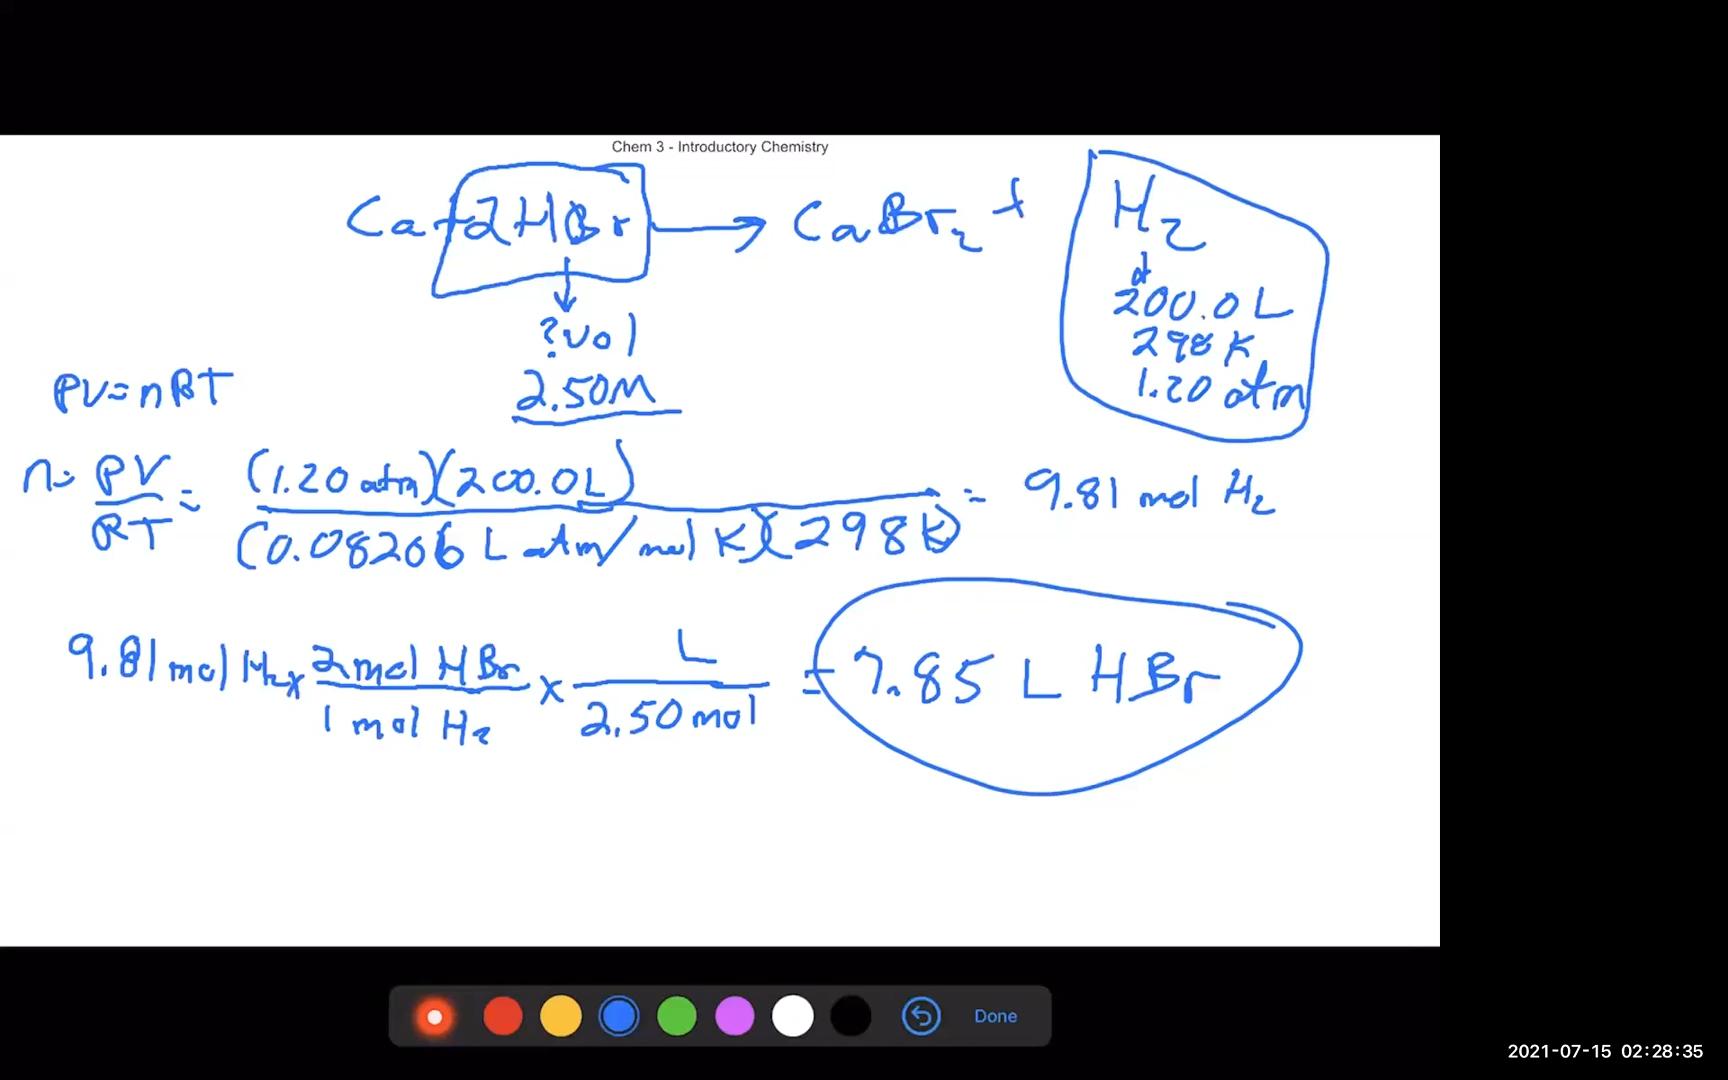 Chem 3 - Introductory Chemistry
Ca + 2HBr → CaBr₂ + H₂
200.0 L
298 K
1.20 atm
? vol
2.50M
PV = nRT
n = PV/RT = (1.20 atm)(200.0L) / (0.08206 L atm/mol K)(298 K) = 9.81 mol H₂
9.81 mol H₂ x 2 mol HBr / 1 mol H₂ x L / 2.50 mol = 7.85 L HBr
Done
2021-07-15 02:28:35